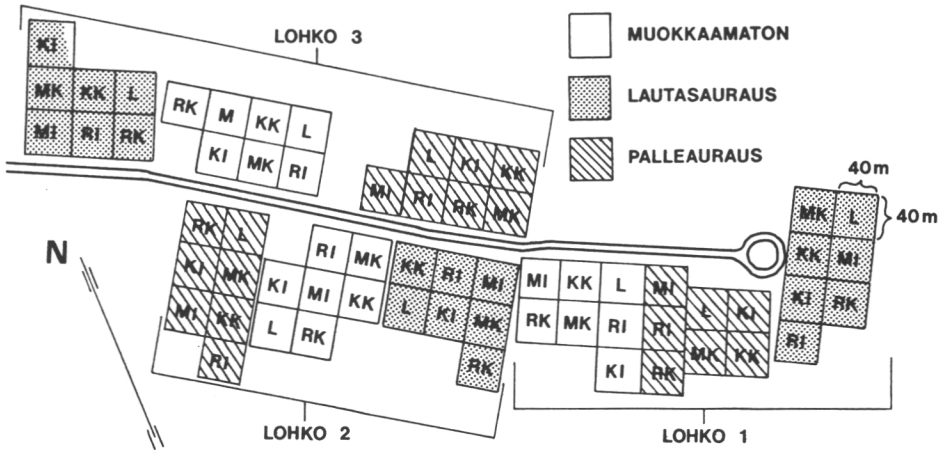 LOHKO 3
MUOKKAAMATON
LAUTASAURAUS
PALLEAURAUS
KI
MK KK L
MI RI RK
RK M KK L
KI MK RI
L KI KK
MI RI RK MK
40 m
40 m
MK L
KK MI
KI RK
RI
N
RK L
KI MK
MI KK
RI
RI MK
KI MI KK
L RK
KK RI MI
L KI MK
RK
MI KK L MI
RK MK RI RI
KI RK
L KI
MK KK
LOHKO 2
LOHKO 1